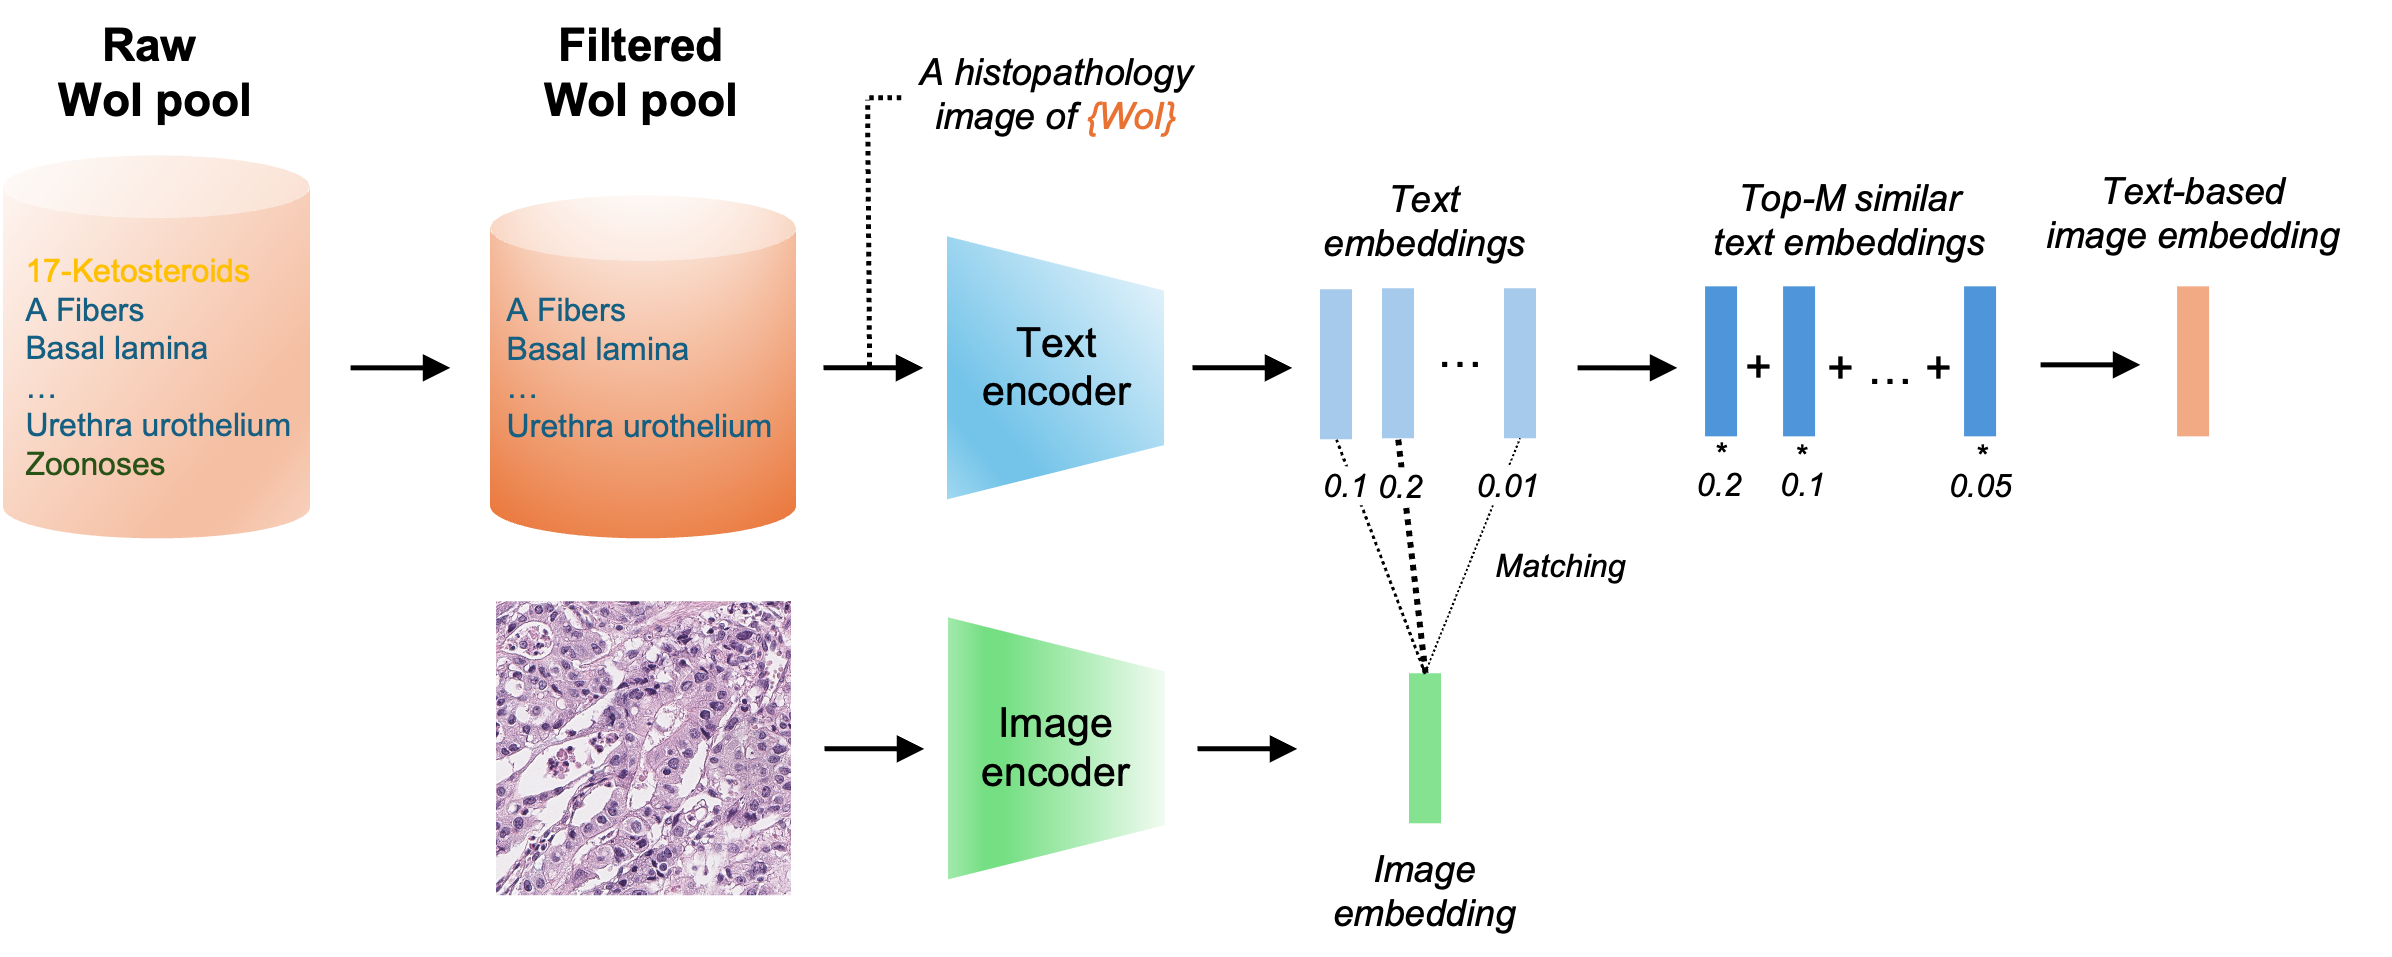 Raw
WoI pool
17-Ketosteroids
A Fibers
Basal lamina
...
Urethra urothelium
Zoonoses
Filtered
WoI pool
A Fibers
Basal lamina
...
Urethra urothelium
A histopathology
image of {WoI}
Text
encoder
Text
embeddings
...
0.1 0.2 0.01
Matching
Top-M similar
text embeddings
+ + ... +
* * *
0.2 0.1 0.05
Text-based
image embedding
Image
encoder
Image
embedding